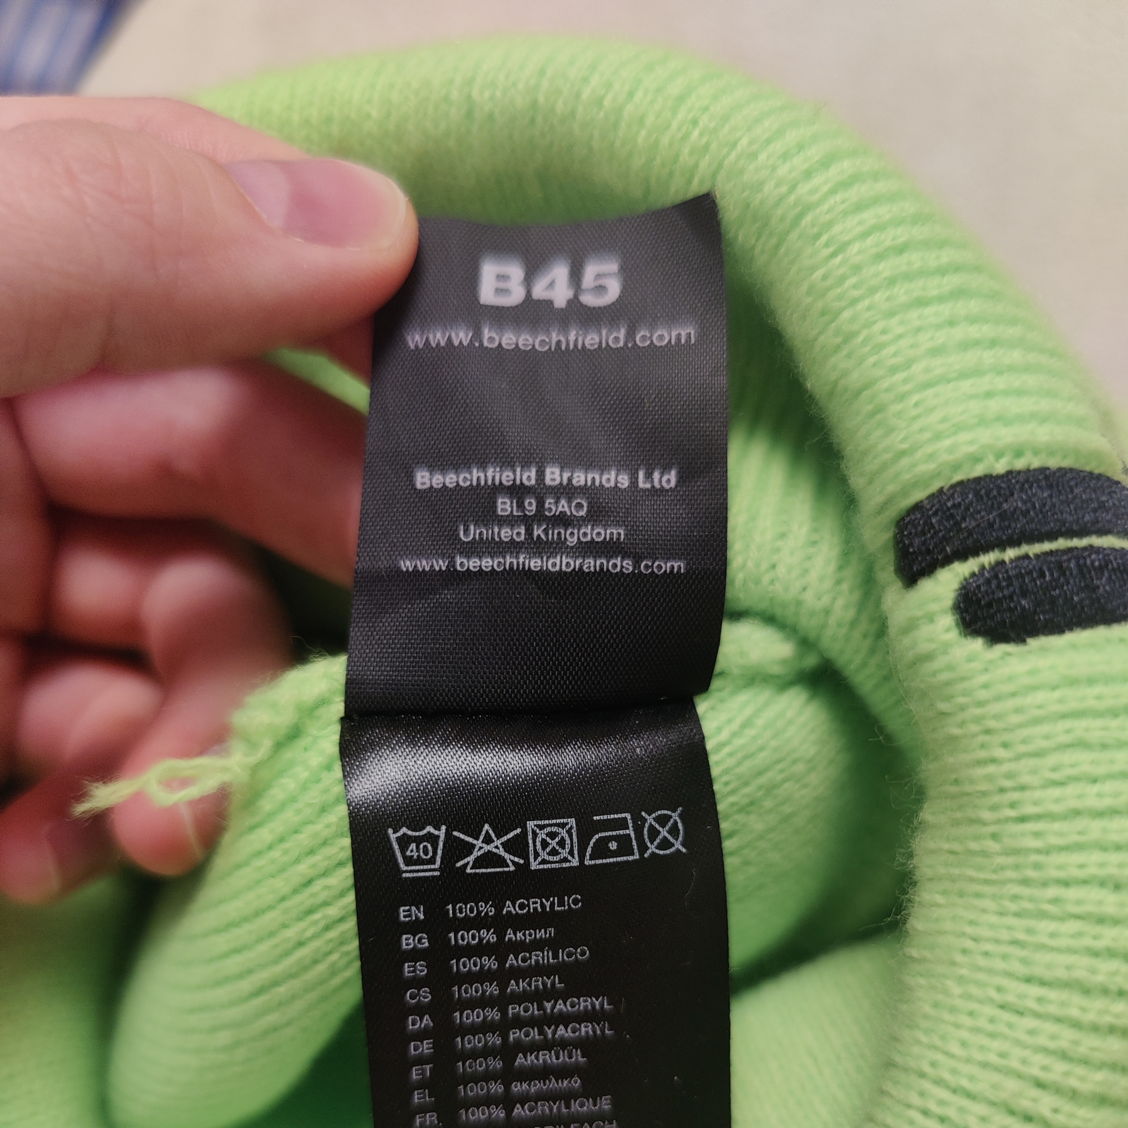 B45
www.beechfield.com
Beechfield Brands Ltd
BL9 5AQ
United Kingdom
www.beechfieldbrands.com
40
EN 100% ACRYLIC
BG 100% Акрил
ES 100% ACRÍLICO
CS 100% AKRYL
DA 100% POLYACRYL
DE 100% POLYACRYL
ET 100% AKRÜÜL
EL 100% ακρυλικό
FR 100% ACRYLIQUE